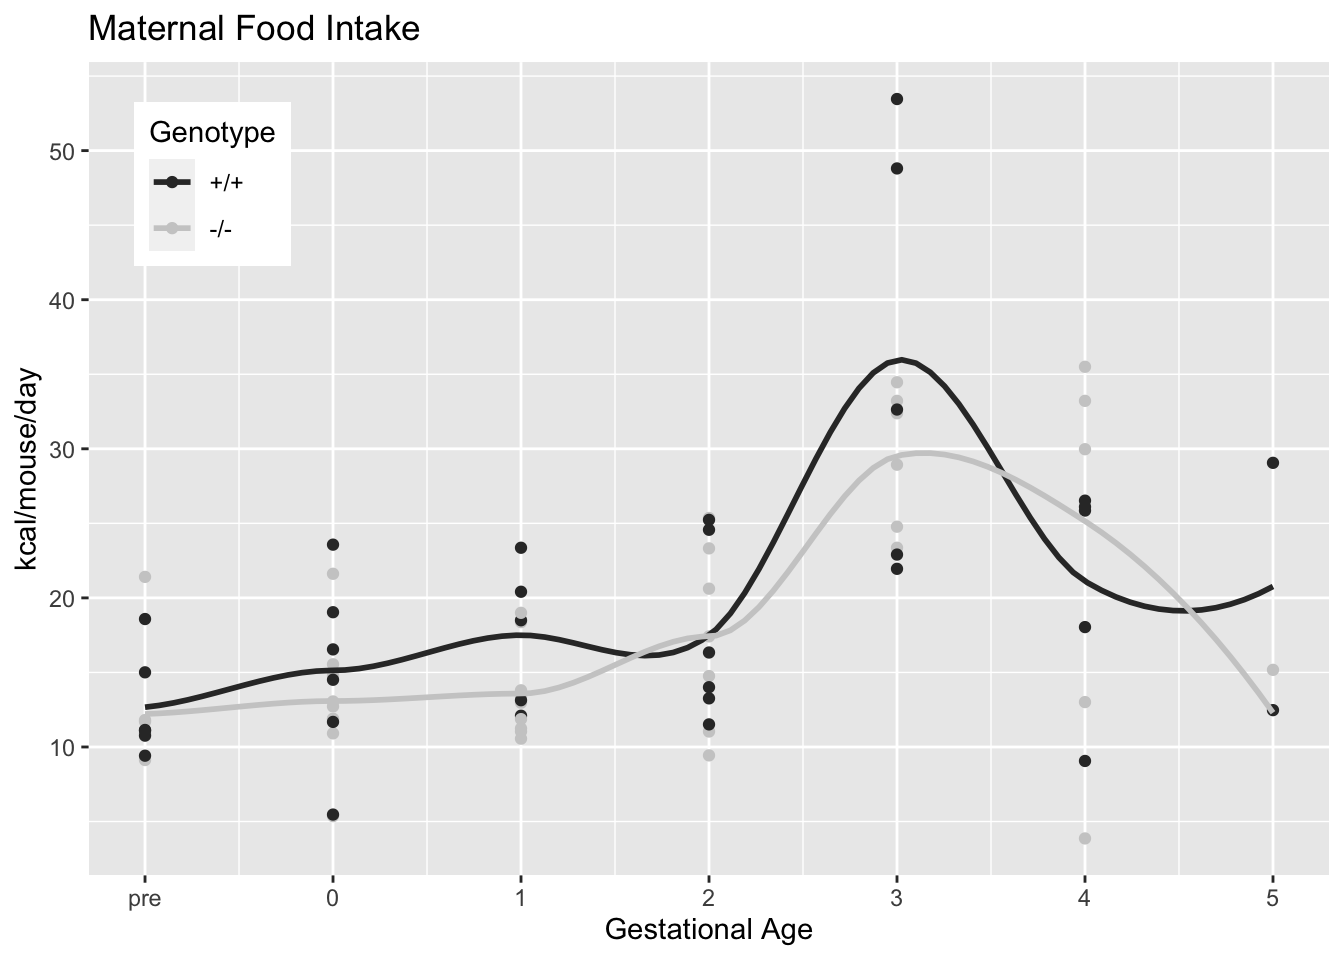 Maternal Food Intake
Genotype
+/+
-/-
50
40
30
20
10
kcal/mouse/day
pre 0 1 2 3 4 5
Gestational Age